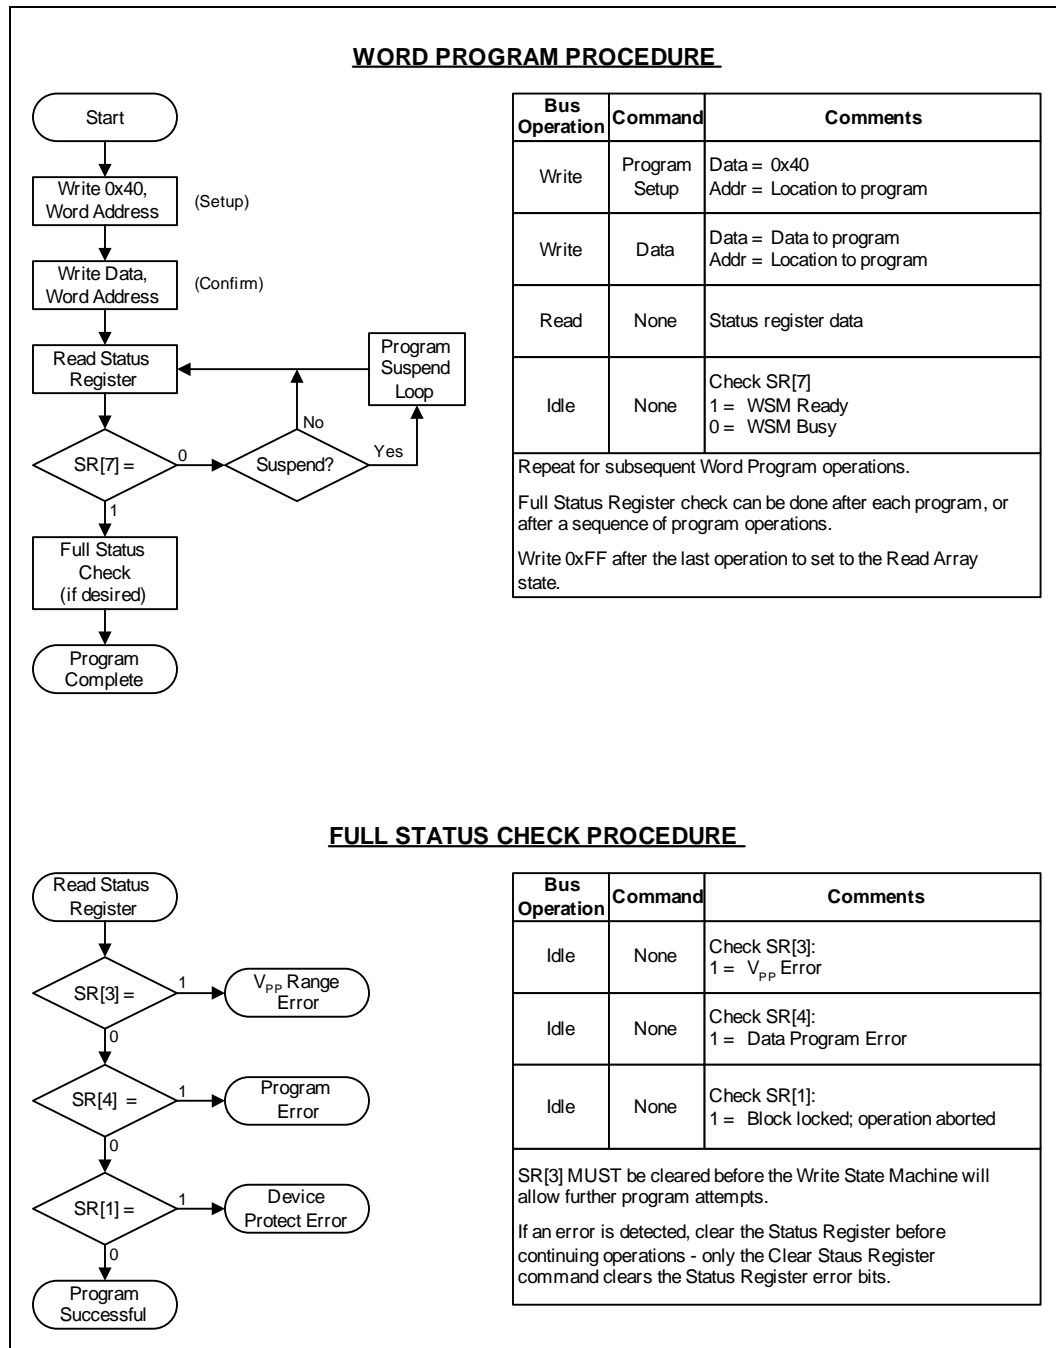 WORD PROGRAM PROCEDURE
Start
Write 0x40,
Word Address
(Setup)
Write Data,
Word Address
(Confirm)
Read Status
Register
Program
Suspend
Loop
No
SR[7] =
0
Suspend?
Yes
1
Full Status
Check
(if desired)
Program
Complete
Bus
Operation
Command
Comments
Write
Program
Setup
Data = 0x40
Addr = Location to program
Write
Data
Data = Data to program
Addr = Location to program
Read
None
Status register data
Idle
None
Check SR[7]
1 = WSM Ready
0 = WSM Busy
Repeat for subsequent Word Program operations.
Full Status Register check can be done after each program, or
after a sequence of program operations.
Write 0xFF after the last operation to set to the Read Array
state.
FULL STATUS CHECK PROCEDURE
Read Status
Register
SR[3] =
1
VPP Range
Error
0
SR[4] =
1
Program
Error
0
SR[1] =
1
Device
Protect Error
0
Program
Successful
Bus
Operation
Command
Comments
Idle
None
Check SR[3]:
1 = VPP Error
Idle
None
Check SR[4]:
1 = Data Program Error
Idle
None
Check SR[1]:
1 = Block locked; operation aborted
SR[3] MUST be cleared before the Write State Machine will
allow further program attempts.
If an error is detected, clear the Status Register before
continuing operations - only the Clear Staus Register
command clears the Status Register error bits.